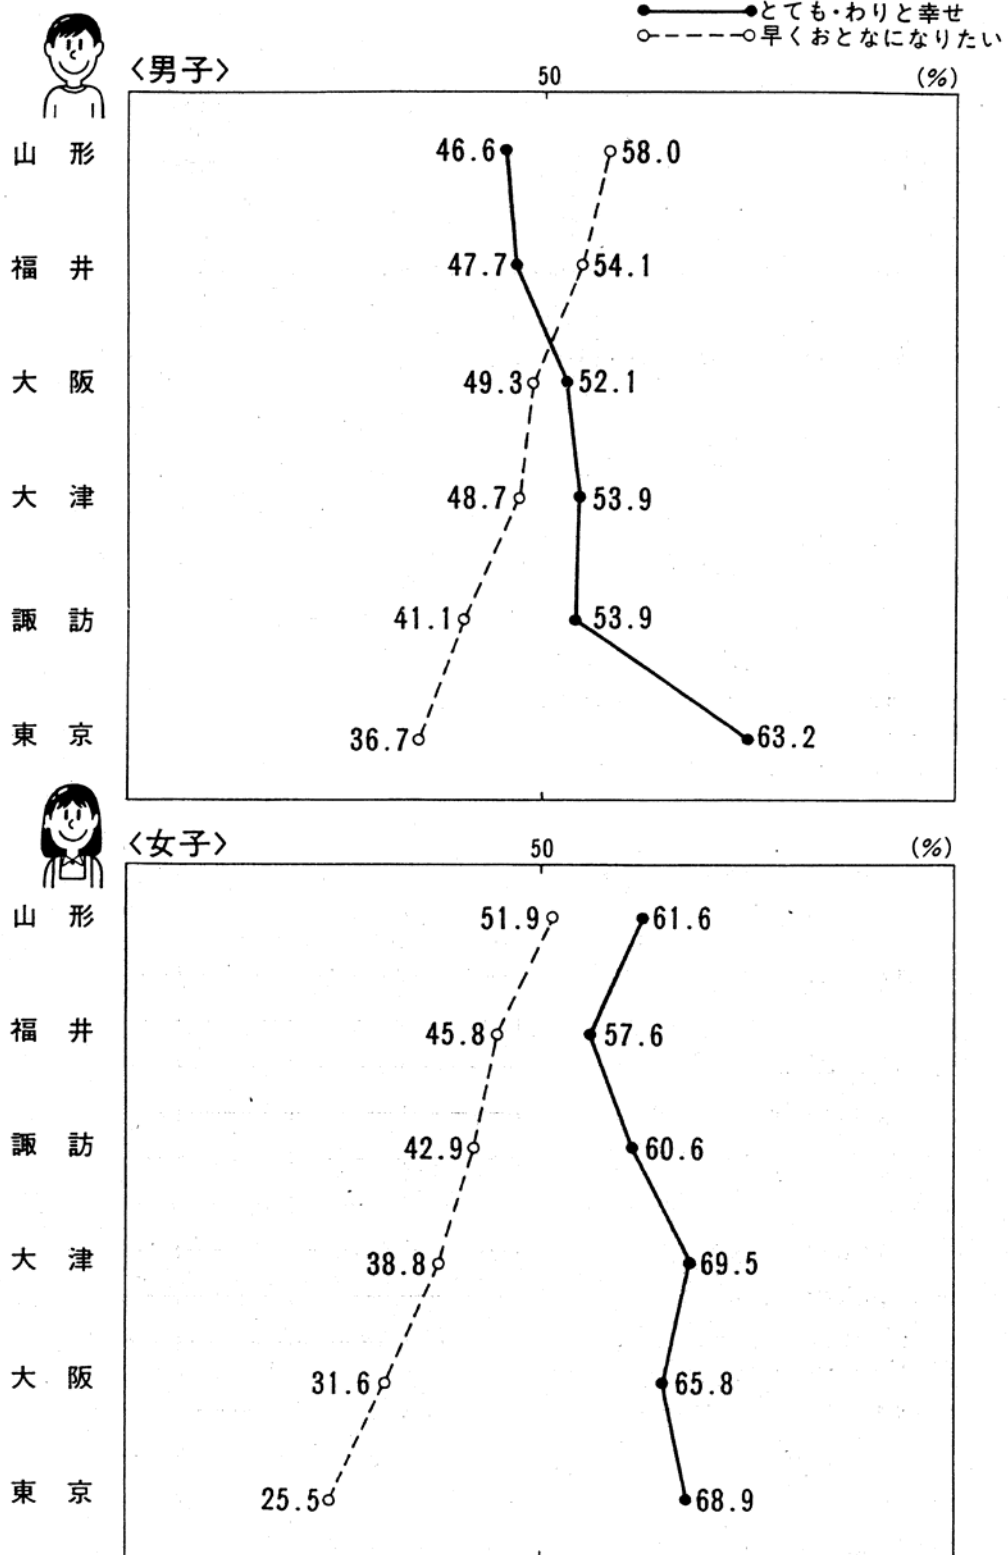 とても・わりと幸せ
早くおとなになりたい
〈男子〉 50 (%)
山形 46.6 58.0
福井 47.7 54.1
大阪 49.3 52.1
大津 48.7 53.9
諏訪 41.1 53.9
東京 36.7 63.2
〈女子〉 50 (%)
山形 51.9 61.6
福井 45.8 57.6
諏訪 42.9 60.6
大津 38.8 69.5
大阪 31.6 65.8
東京 25.5 68.9